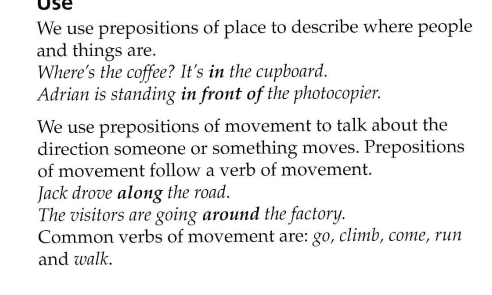 Use
We use prepositions of place to describe where people
and things are.
Where's the coffee? It's in the cupboard.
Adrian is standing in front of the photocopier.
We use prepositions of movement to talk about the
direction someone or something moves. Prepositions
of movement follow a verb of movement.
Jack drove along the road.
The visitors are going around the factory.
Common verbs of movement are: go, climb, come, run
and walk.